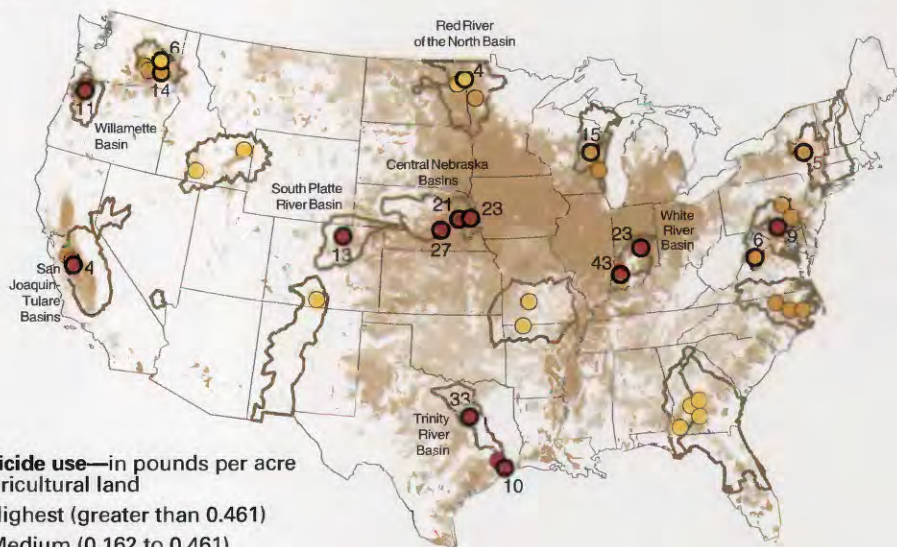 Red River
of the North Basin
6
4
14
11
Willamette
Basin
15
5
Central Nebraska
Basins
South Platte
River Basin
21
23
27
13
White
River
Basin
23
43
1
9
6
San
Joaquin-
Tulare
Basins
4
33
Trinity
River
Basin
10
icide use—in pounds per acre
ricultural land
ighest (greater than 0.461)
Medium (0.162 to 0.461)